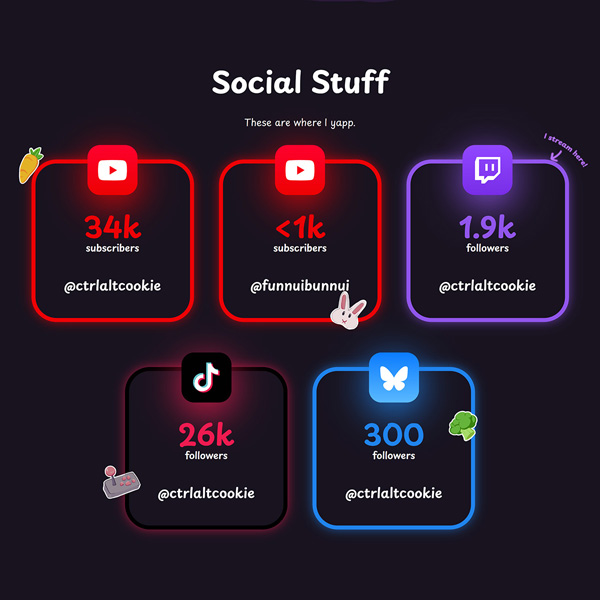 Social Stuff
These are where I yapp.
I stream here!
34k
subscribers
@ctrlaltcookie
<1k
subscribers
@funnuibunnui
1.9k
followers
@ctrlaltcookie
26k
followers
@ctrlaltcookie
300
followers
@ctrlaltcookie